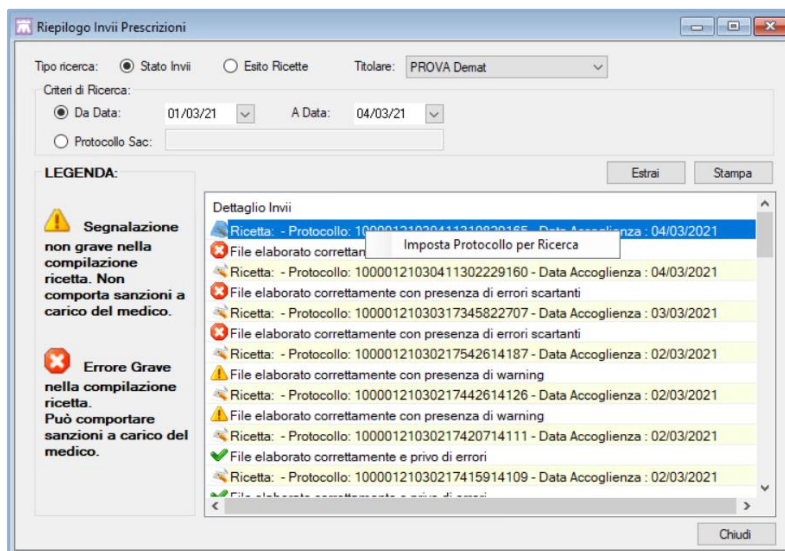 Riepilogo Invii Prescrizioni
Tipo ricerca: Stato Invii Esito Ricette Titolare: PROVA Demat
Criteri di Ricerca:
Da Data: 01/03/21 A Data: 04/03/21
Protocollo Sac:
LEGENDA:
Estrai Stampa
Segnalazione
non grave nella
compilazione
ricetta. Non
comporta sanzioni a
carico del medico.
Errore Grave
nella compilazione
ricetta.
Può comportare
sanzioni a carico del
medico.
Dettaglio Invii
Ricetta: - Protocollo: - Data Accoglienza : 04/03/2021
Imposta Protocollo per Ricerca
File elaborato
Ricetta: - Protocollo: 10000121030411302229160 - Data Accoglienza : 04/03/2021
File elaborato correttamente con presenza di errori scartanti
Ricetta: - Protocollo: 10000121030317345822707 - Data Accoglienza : 03/03/2021
File elaborato correttamente con presenza di errori scartanti
Ricetta: - Protocollo: 10000121030217542614187 - Data Accoglienza : 02/03/2021
File elaborato correttamente con presenza di warning
Ricetta: - Protocollo: 10000121030217442614126 - Data Accoglienza : 02/03/2021
File elaborato correttamente con presenza di warning
Ricetta: - Protocollo: 10000121030217420714111 - Data Accoglienza : 02/03/2021
File elaborato correttamente e privo di errori
Ricetta: - Protocollo: 10000121030217415914109 - Data Accoglienza : 02/03/2021
Chiudi